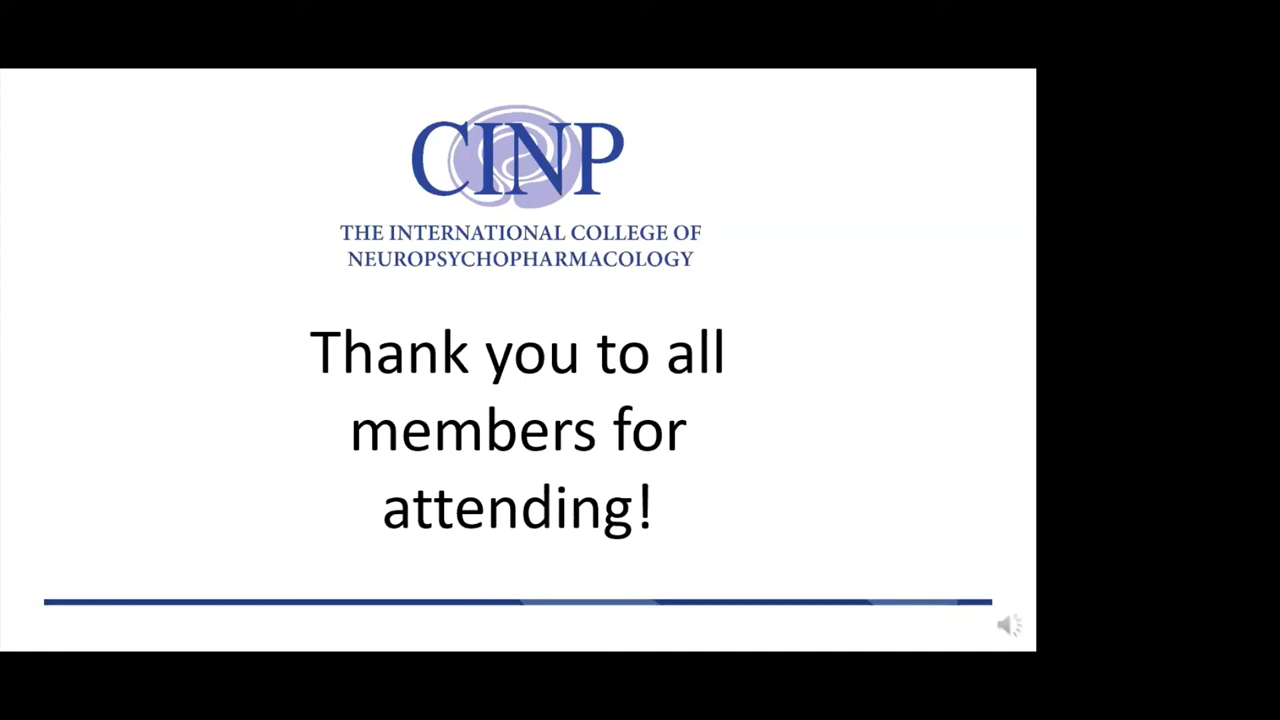 CINP
THE INTERNATIONAL COLLEGE OF
NEUROPSYCHOPHARMACOLOGY
Thank you to all
members for
attending!